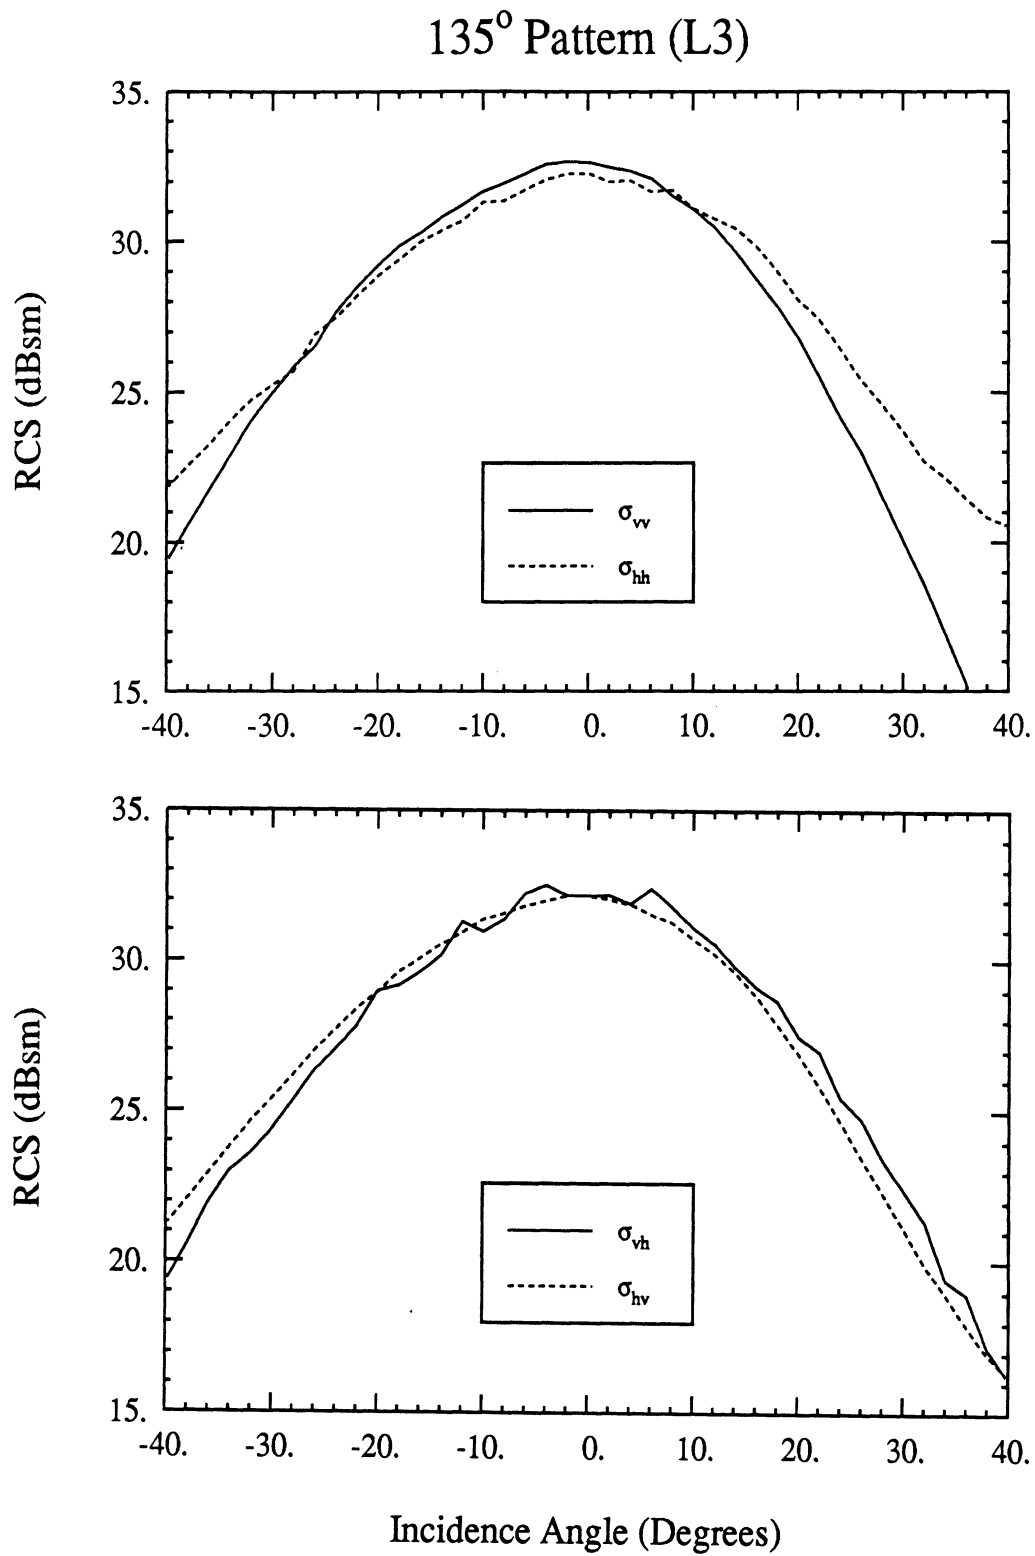 135° Pattern (L3)
35.
30.
25.
20.
15.
RCS (dBsm)
σvv
σhh
-40. -30. -20. -10. 0. 10. 20. 30. 40.
35.
30.
25.
20.
15.
RCS (dBsm)
σvh
σhv
-40. -30. -20. -10. 0. 10. 20. 30. 40.
Incidence Angle (Degrees)